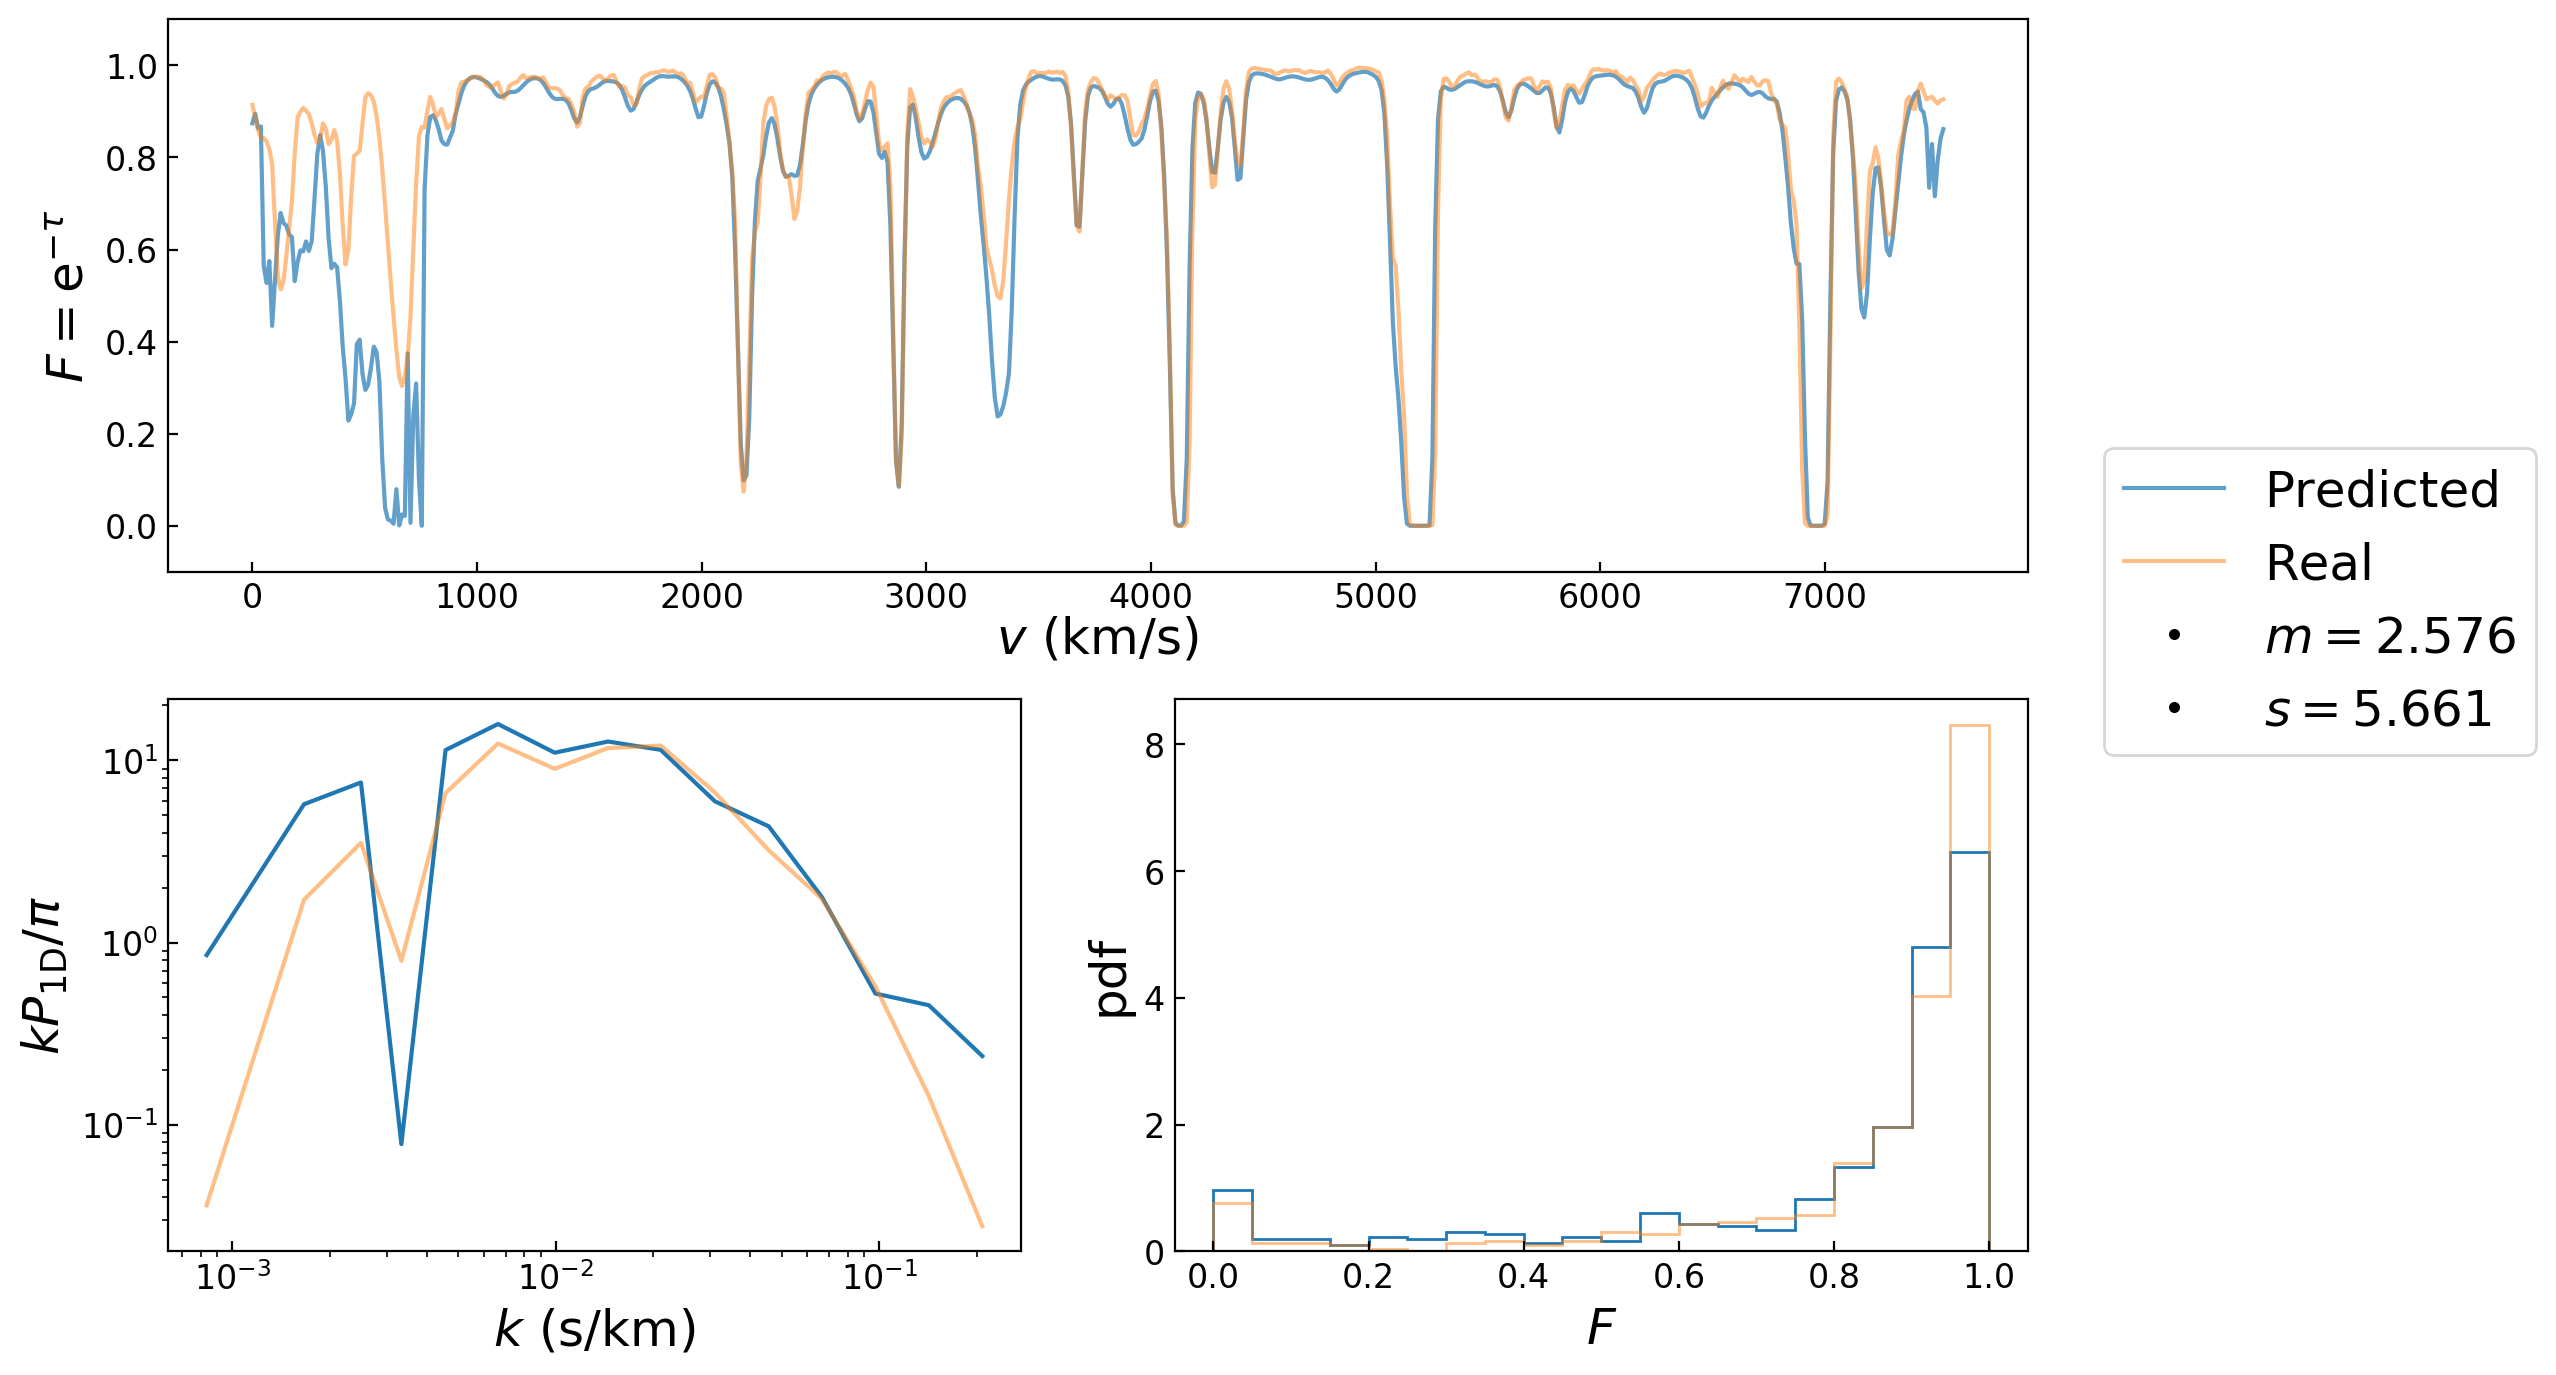 F = e^{-τ}
1.0
0.8
0.6
0.4
0.2
0.0
0 1000 2000 3000 4000 5000 6000 7000
v (km/s)
Predicted
Real
m = 2.576
s = 5.661
kP_{1D}/π
10^1
10^0
10^{-1}
10^{-3} 10^{-2} 10^{-1}
k (s/km)
pdf
8
6
4
2
0
0.0 0.2 0.4 0.6 0.8 1.0
F